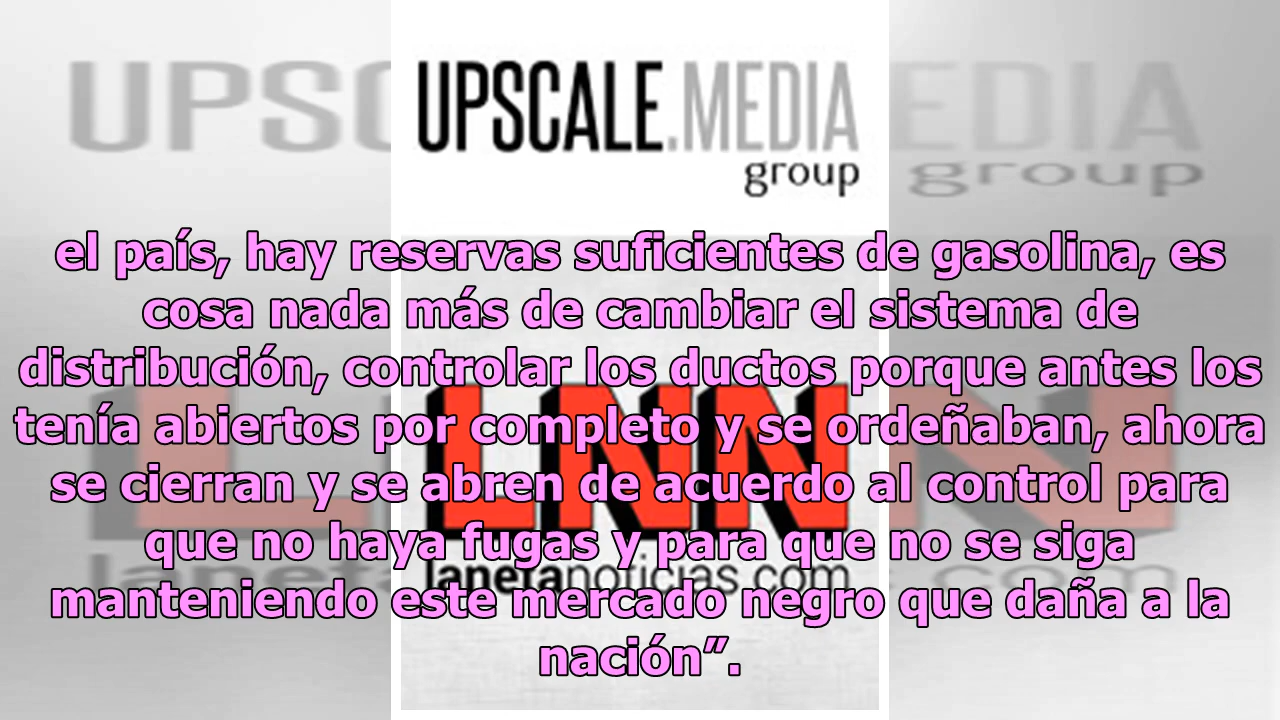 UPSCALE.MEDIA
group
el país, hay reservas suficientes de gasolina, es
cosa nada más de cambiar el sistema de
distribución, controlar los ductos porque antes los
tenía abiertos por completo y se ordeñaban, ahora
se cierran y se abren de acuerdo al control para
que no haya fugas y para que no se siga
manteniendo este mercado negro que daña a la
nación”.
LNN
lanetanoticias.com